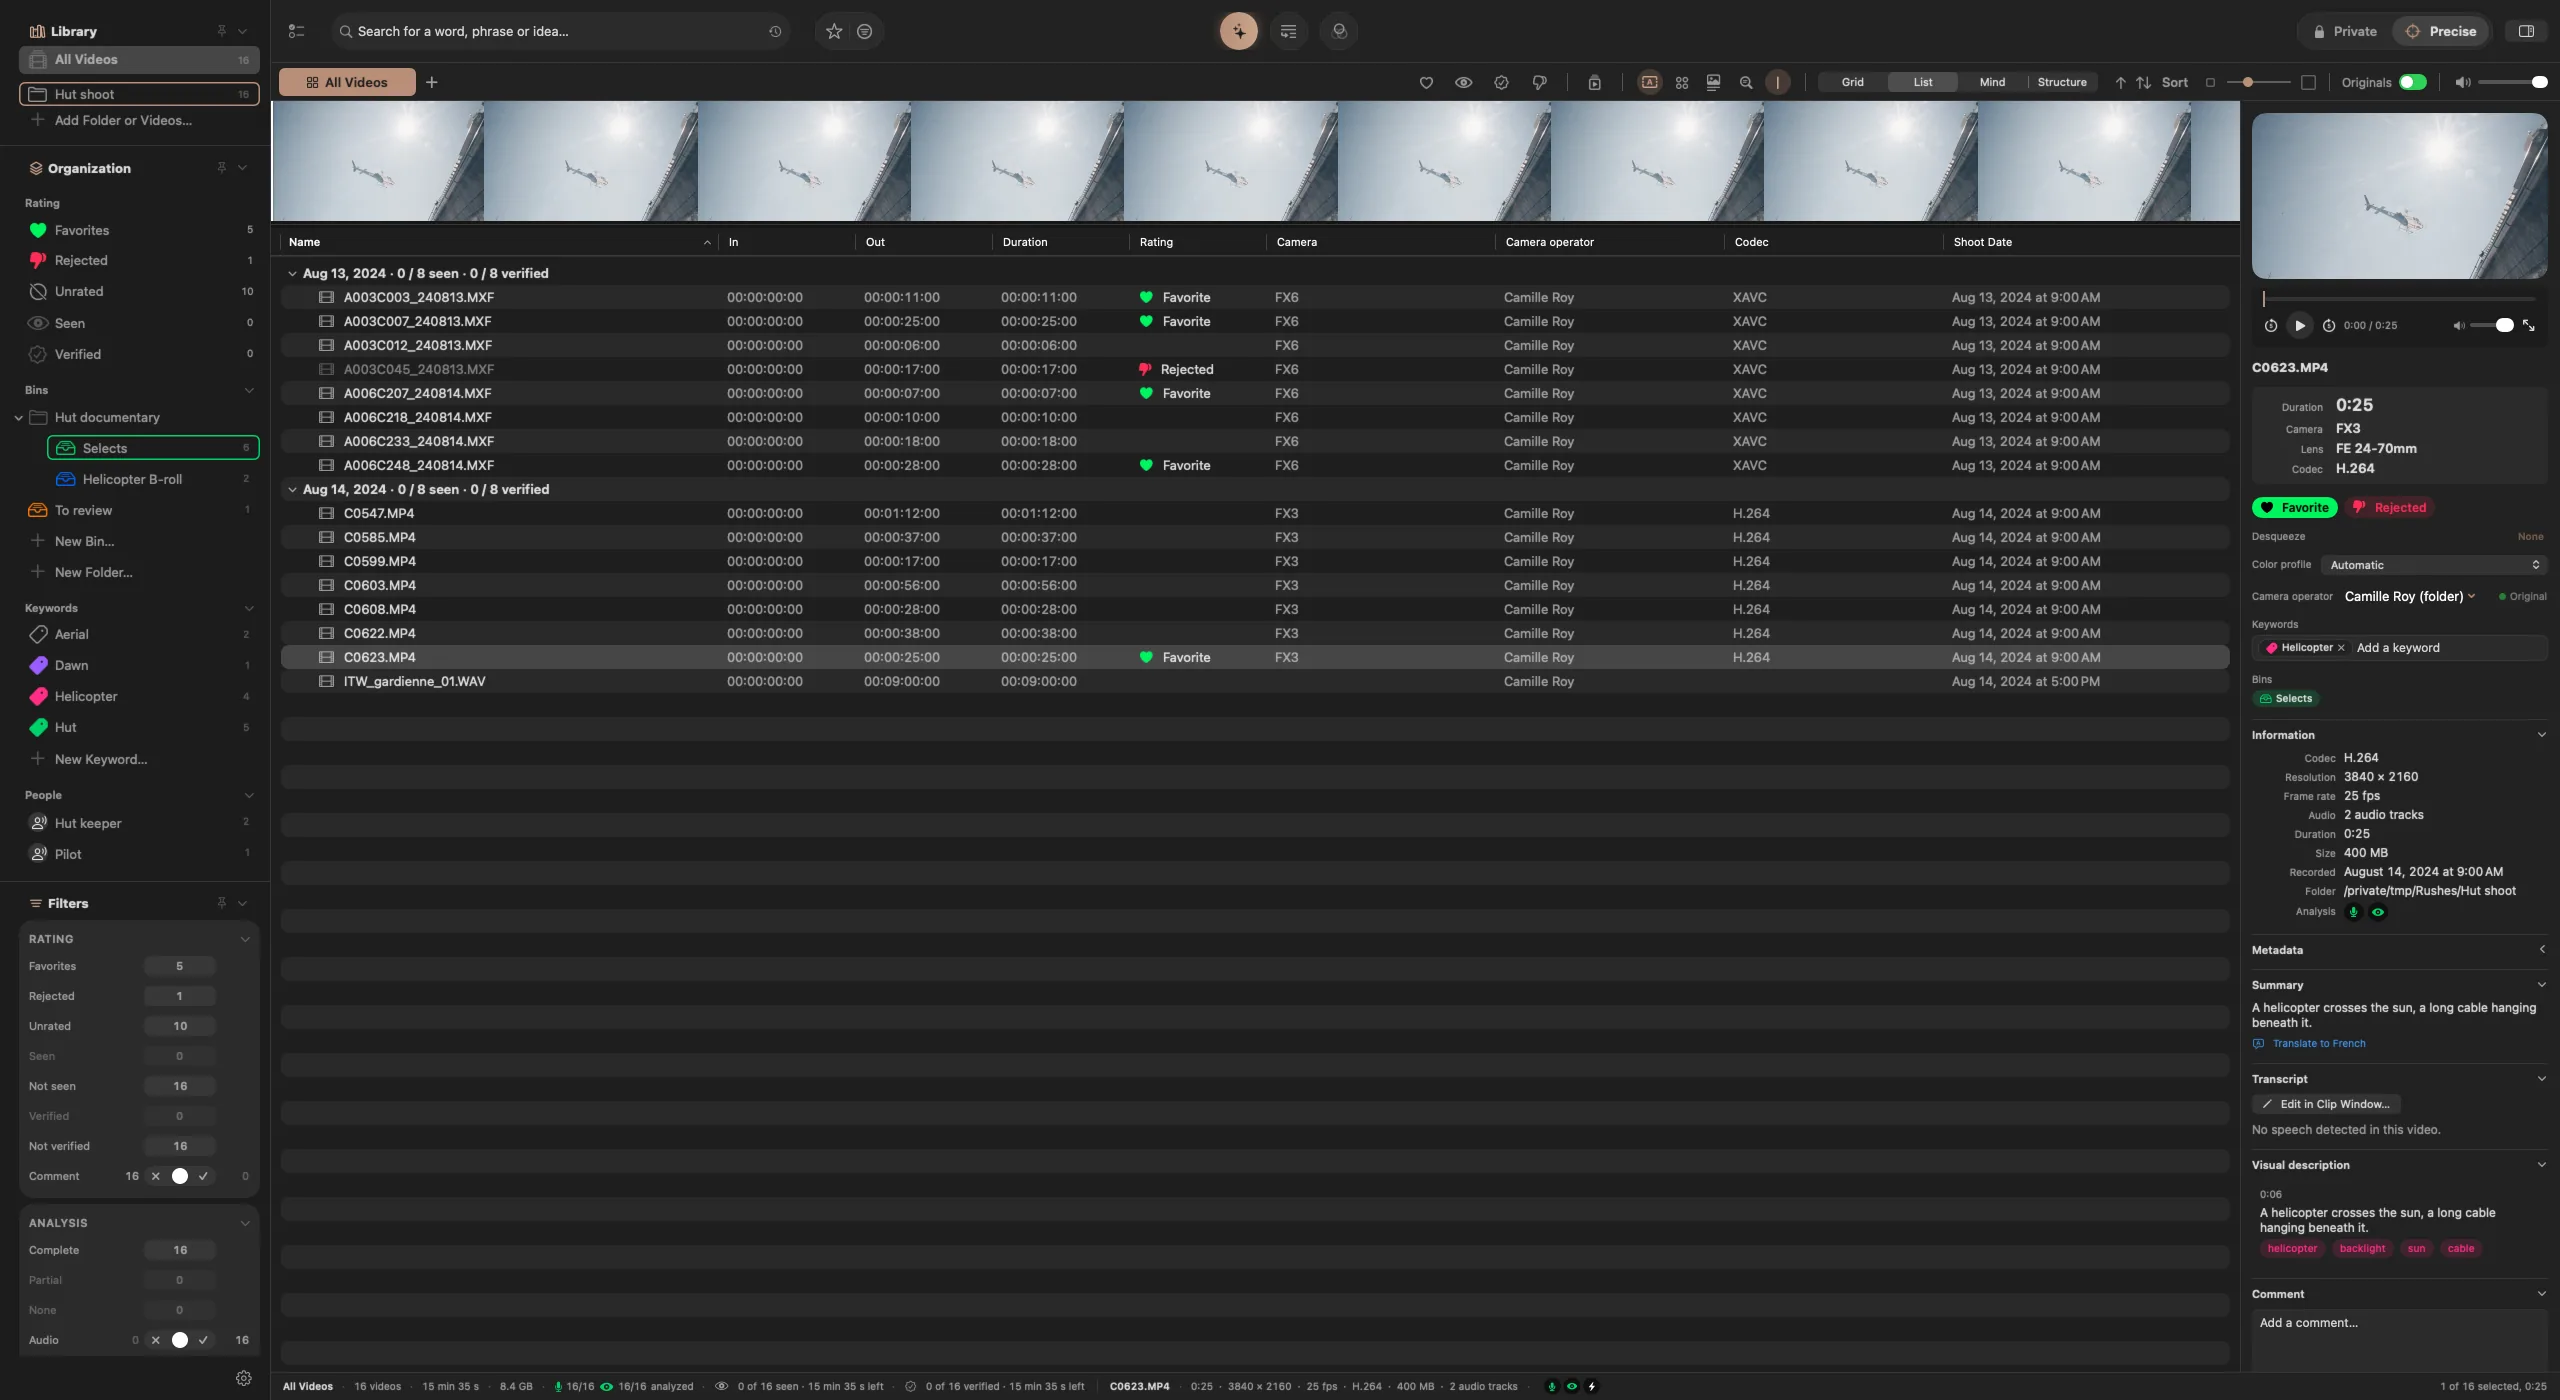 Library
All Videos 16
Hut shoot 16
Add Folder or Videos...
Organization
Rating
Favorites 5
Rejected 1
Unrated 10
Seen 0
Verified 0
Bins
Hut documentary
Selects 6
Helicopter B-roll 2
To review 1
New Bin...
New Folder...
Keywords
Aerial 2
Dawn 1
Helicopter 4
Hut 5
New Keyword...
People
Hut keeper 2
Pilot 1
Filters
RATING
Favorites 5
Rejected 1
Unrated 10
Seen 0
Not seen 16
Verified 0
Not verified 16
Comment 16 0
ANALYSIS
Complete 16
Partial 0
None 0
Audio 0 16
Search for a word, phrase or idea...
Private Precise
All Videos
Grid List Mind Structure Sort Originals
Name In Out Duration Rating Camera Camera operator Codec Shoot Date
Aug 13, 2024 · 0 / 8 seen · 0 / 8 verified
A003C003_240813.MXF 00:00:00:00 00:00:11:00 00:00:11:00 Favorite FX6 Camille Roy XAVC Aug 13, 2024 at 9:00 AM
A003C007_240813.MXF 00:00:00:00 00:00:25:00 00:00:25:00 Favorite FX6 Camille Roy XAVC Aug 13, 2024 at 9:00 AM
A003C012_240813.MXF 00:00:00:00 00:00:06:00 00:00:06:00 FX6 Camille Roy XAVC Aug 13, 2024 at 9:00 AM
A003C045_240813.MXF 00:00:00:00 00:00:17:00 00:00:17:00 Rejected FX6 Camille Roy XAVC Aug 13, 2024 at 9:00 AM
A006C207_240814.MXF 00:00:00:00 00:00:07:00 00:00:07:00 Favorite FX6 Camille Roy XAVC Aug 13, 2024 at 9:00 AM
A006C218_240814.MXF 00:00:00:00 00:00:10:00 00:00:10:00 FX6 Camille Roy XAVC Aug 13, 2024 at 9:00 AM
A006C233_240814.MXF 00:00:00:00 00:00:18:00 00:00:18:00 FX6 Camille Roy XAVC Aug 13, 2024 at 9:00 AM
A006C248_240814.MXF 00:00:00:00 00:00:28:00 00:00:28:00 Favorite FX6 Camille Roy XAVC Aug 13, 2024 at 9:00 AM
Aug 14, 2024 · 0 / 8 seen · 0 / 8 verified
C0547.MP4 00:00:00:00 00:01:12:00 00:01:12:00 FX3 Camille Roy H.264 Aug 14, 2024 at 9:00 AM
C0585.MP4 00:00:00:00 00:00:37:00 00:00:37:00 FX3 Camille Roy H.264 Aug 14, 2024 at 9:00 AM
C0599.MP4 00:00:00:00 00:00:17:00 00:00:17:00 FX3 Camille Roy H.264 Aug 14, 2024 at 9:00 AM
C0603.MP4 00:00:00:00 00:00:56:00 00:00:56:00 FX3 Camille Roy H.264 Aug 14, 2024 at 9:00 AM
C0608.MP4 00:00:00:00 00:00:28:00 00:00:28:00 FX3 Camille Roy H.264 Aug 14, 2024 at 9:00 AM
C0622.MP4 00:00:00:00 00:00:38:00 00:00:38:00 FX3 Camille Roy H.264 Aug 14, 2024 at 9:00 AM
C0623.MP4 00:00:00:00 00:00:25:00 00:00:25:00 Favorite FX3 Camille Roy H.264 Aug 14, 2024 at 9:00 AM
ITW_gardienne_01.WAV 00:00:00:00 00:09:00:00 00:09:00:00 Camille Roy Aug 14, 2024 at 5:00 PM
0:00 / 0:25
C0623.MP4
Duration 0:25
Camera FX3
Lens FE 24-70mm
Codec H.264
Favorite Rejected
Desqueeze None
Color profile Automatic
Camera operator Camille Roy (folder) Original
Keywords
Helicopter Add a keyword
Bins
Selects
Information
Codec H.264
Resolution 3840 × 2160
Frame rate 25 fps
Audio 2 audio tracks
Duration 0:25
Size 400 MB
Recorded August 14, 2024 at 9:00 AM
Folder /private/tmp/Rushes/Hut shoot
Analysis
Metadata
Summary
A helicopter crosses the sun, a long cable hanging
beneath it.
Translate to French
Transcript
Edit in Clip Window...
No speech detected in this video.
Visual description
0:06
A helicopter crosses the sun, a long cable
hanging beneath it.
helicopter backlight sun cable
Comment
Add a comment...
All Videos · 16 videos · 15 min 35 s · 8.4 GB · 16/16 16/16 analyzed · 0 of 16 seen · 15 min 35 s left · 0 of 16 verified · 15 min 35 s left C0623.MP4 · 0:25 · 3840 × 2160 · 25 fps · H.264 · 400 MB · 2 audio tracks · 1 of 16 selected, 0:25